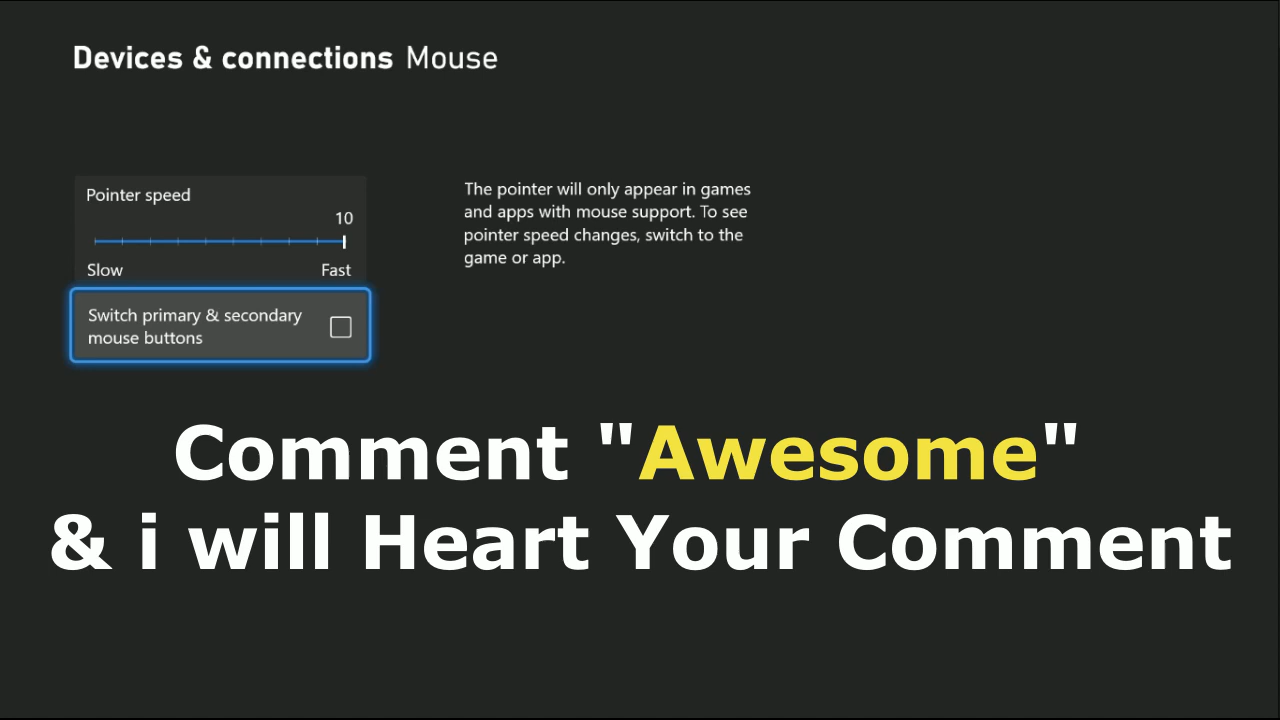 Devices & connections Mouse
Pointer speed
10
Slow Fast
Switch primary & secondary
mouse buttons
The pointer will only appear in games
and apps with mouse support. To see
pointer speed changes, switch to the
game or app.
Comment "Awesome"
& i will Heart Your Comment